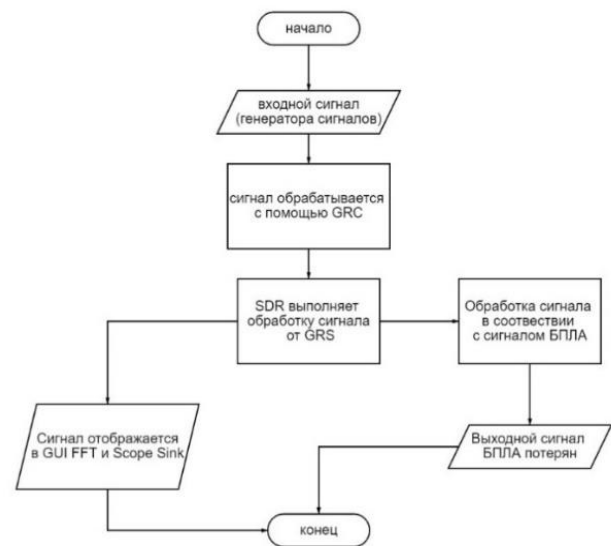 начало
входной сигнал
(генератора сигналов)
сигнал обрабатывается
с помощью GRC
SDR выполняет
обработку сигнала
от GRS
Обработка сигнала
в соотвествии
с сигналом БПЛА
Сигнал отображается
в GUI FFT и Scope Sink
Выходной сигнал
БПЛА потерян
конец